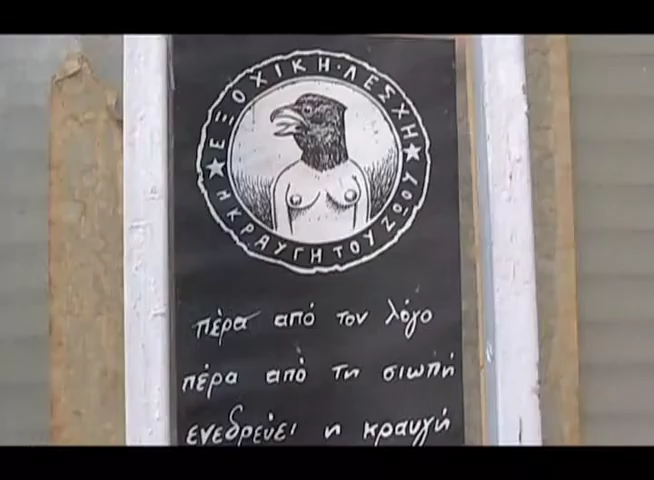 ΕΞΟΧΙΚΗ · ΛΕΣΧΗ
Η ΚΡΑΥΓΗ ΤΟΥ ΖΩΟΥ
πέρα από τον λόγο
πέρα από τη σιωπή
ενεδρεύει η κραυγή